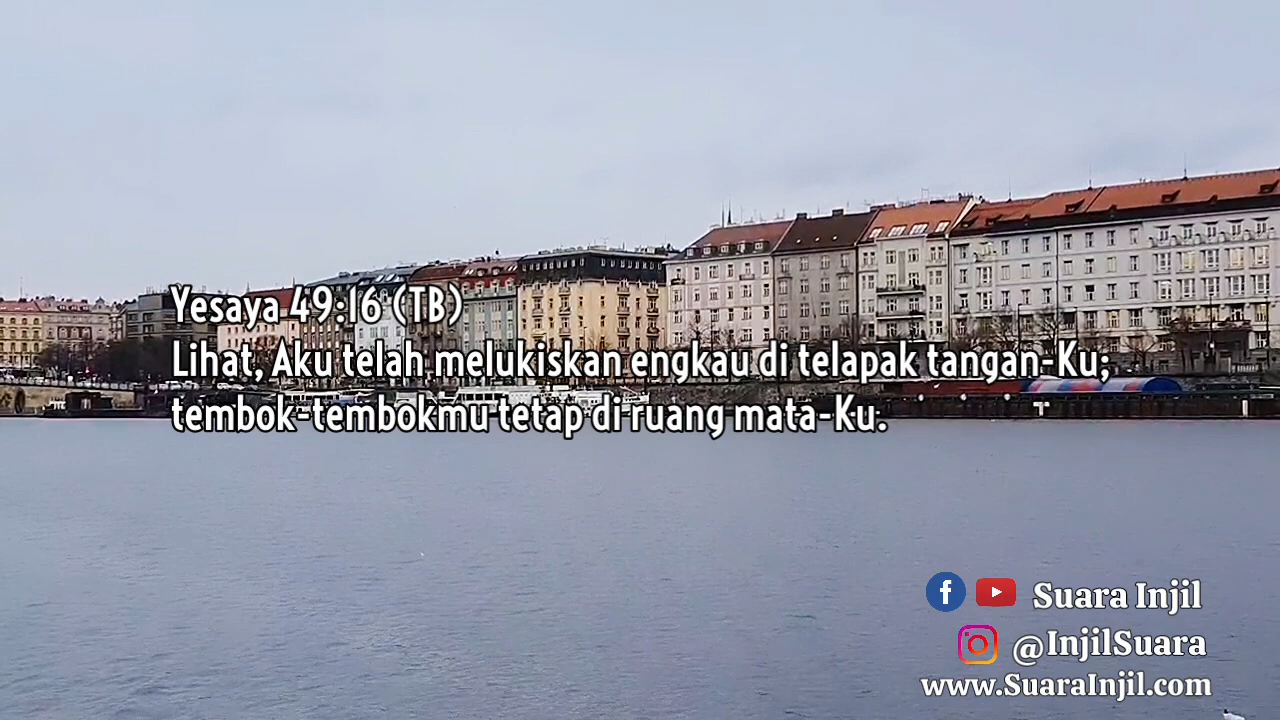 Yesaya 49:16 (TB)
Lihat, Aku telah melukiskan engkau di telapak tangan-Ku;
tembok-tembokmu tetap di ruang mata-Ku.
Suara Injil
@InjilSuara
www.SuaraInjil.com